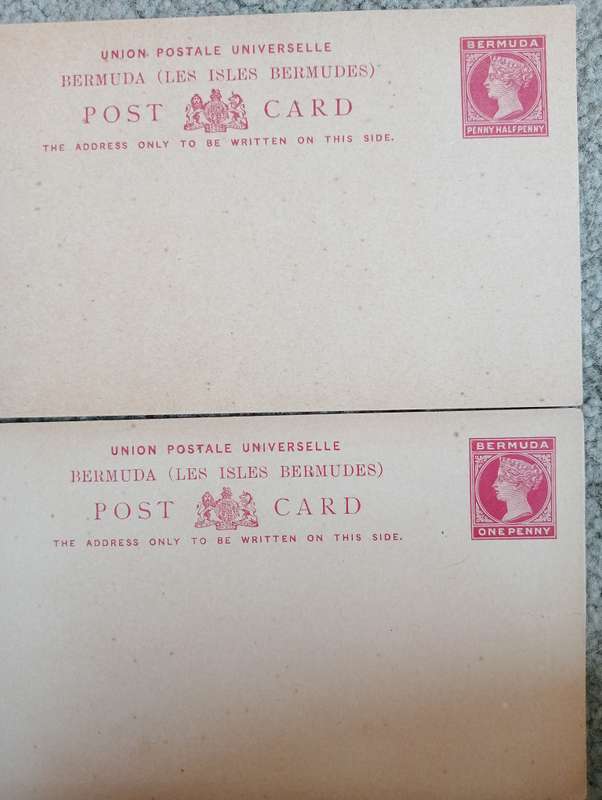 UNION POSTALE UNIVERSELLE
BERMUDA (LES ISLES BERMUDES)
POST CARD
THE ADDRESS ONLY TO BE WRITTEN ON THIS SIDE.
BERMUDA
PENNY HALFPENNY
UNION POSTALE UNIVERSELLE
BERMUDA (LES ISLES BERMUDES)
POST CARD
THE ADDRESS ONLY TO BE WRITTEN ON THIS SIDE.
BERMUDA
ONE PENNY